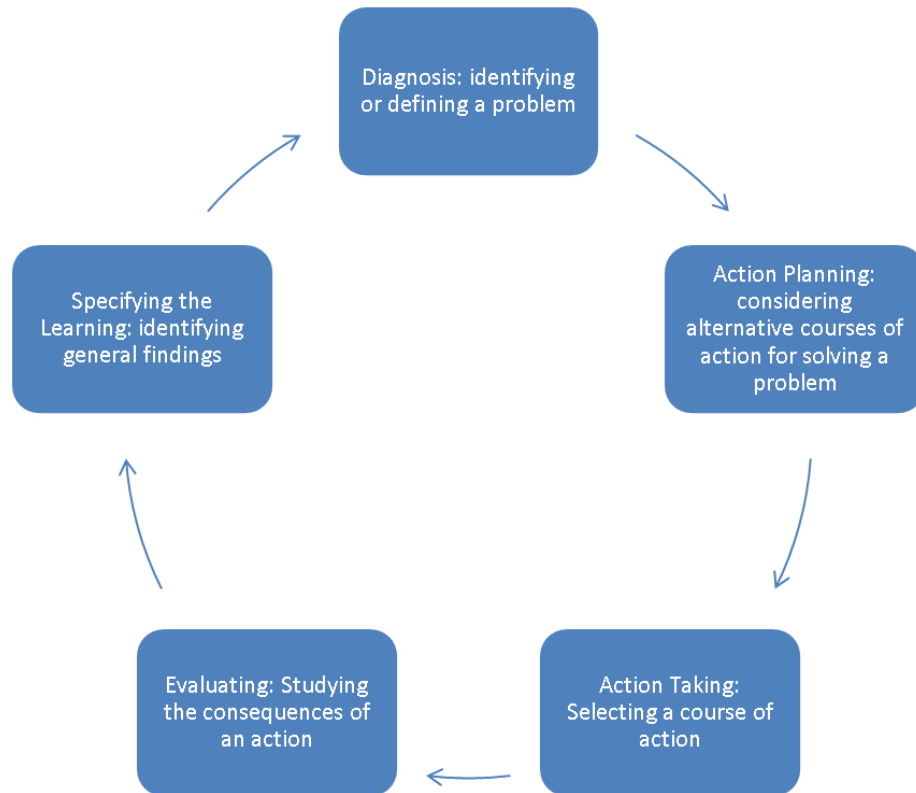 Diagnosis: identifying
or defining a problem
Action Planning:
considering
alternative courses of
action for solving a
problem
Action Taking:
Selecting a course of
action
Evaluating: Studying
the consequences of
an action
Specifying the
Learning: identifying
general findings